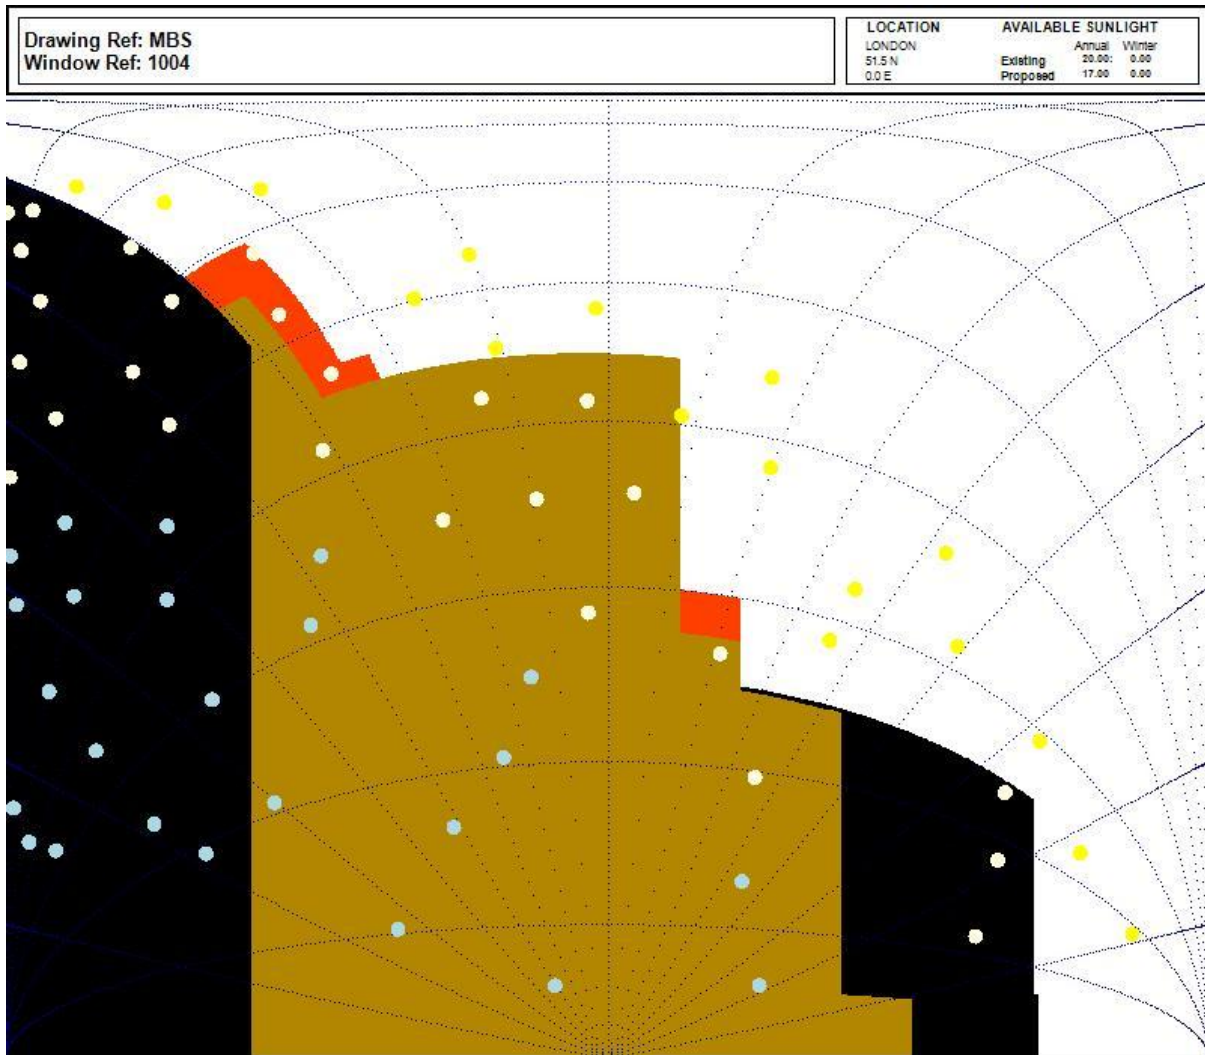 Drawing Ref: MBS
Window Ref: 1004
LOCATION
LONDON
51.5 N
0.0 E
AVAILABLE SUNLIGHT
Annual Winter
Existing 20.00: 0.00
Proposed 17.00 0.00